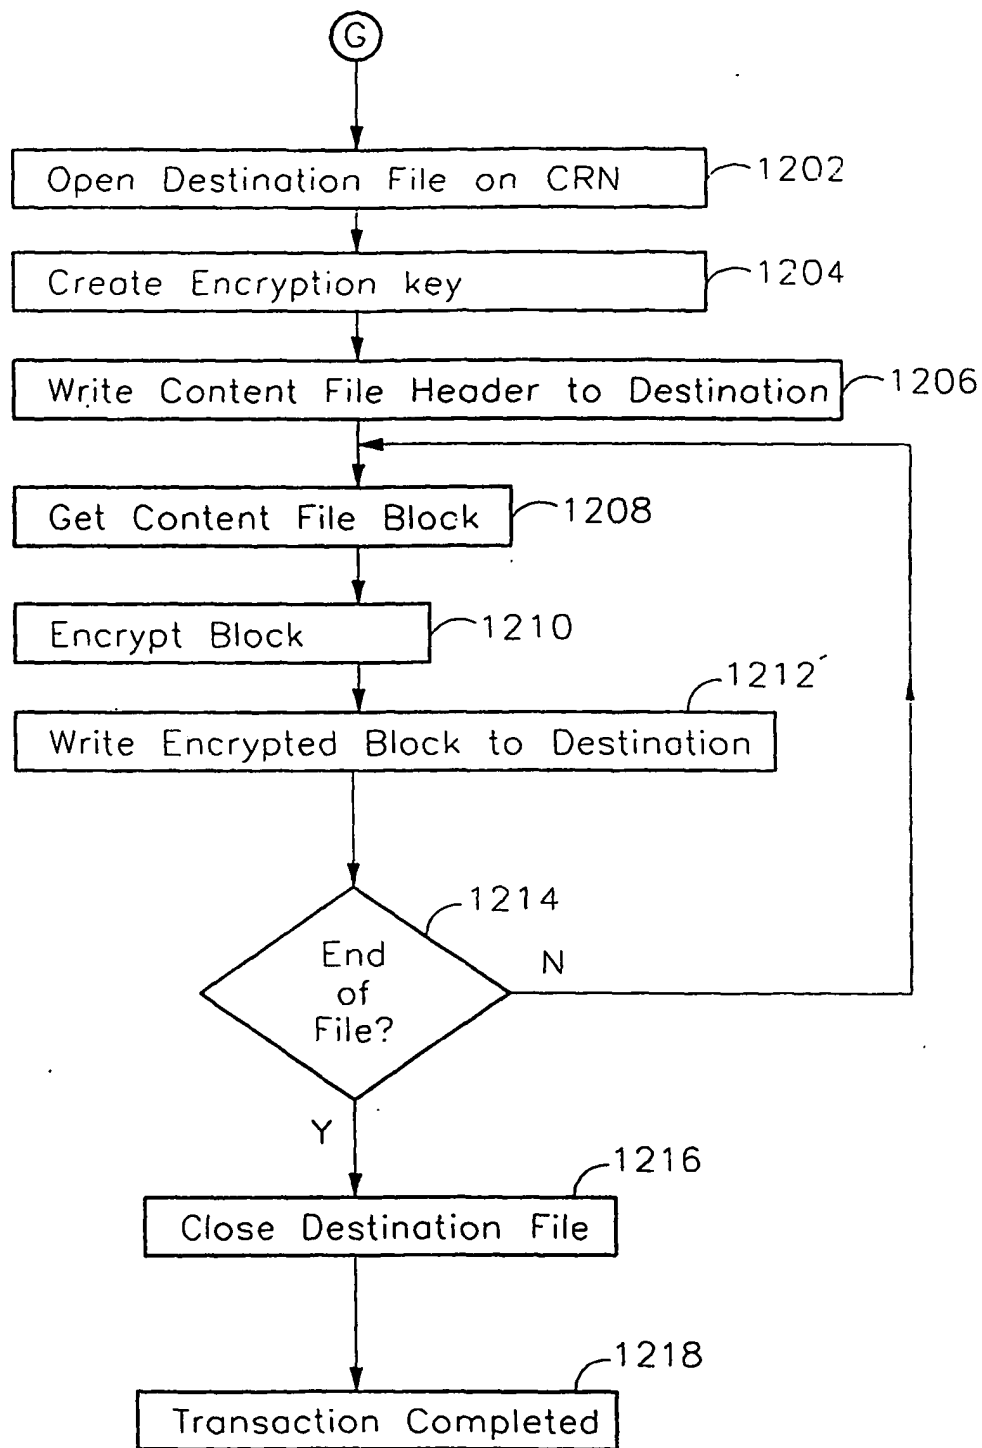 G
Open Destination File on CRN
1202
Create Encryption key
1204
Write Content File Header to Destination
1206
Get Content File Block
1208
Encrypt Block
1210
1212
Write Encrypted Block to Destination
1214
End
of
File?
N
Y
1216
Close Destination File
1218
Transaction Completed